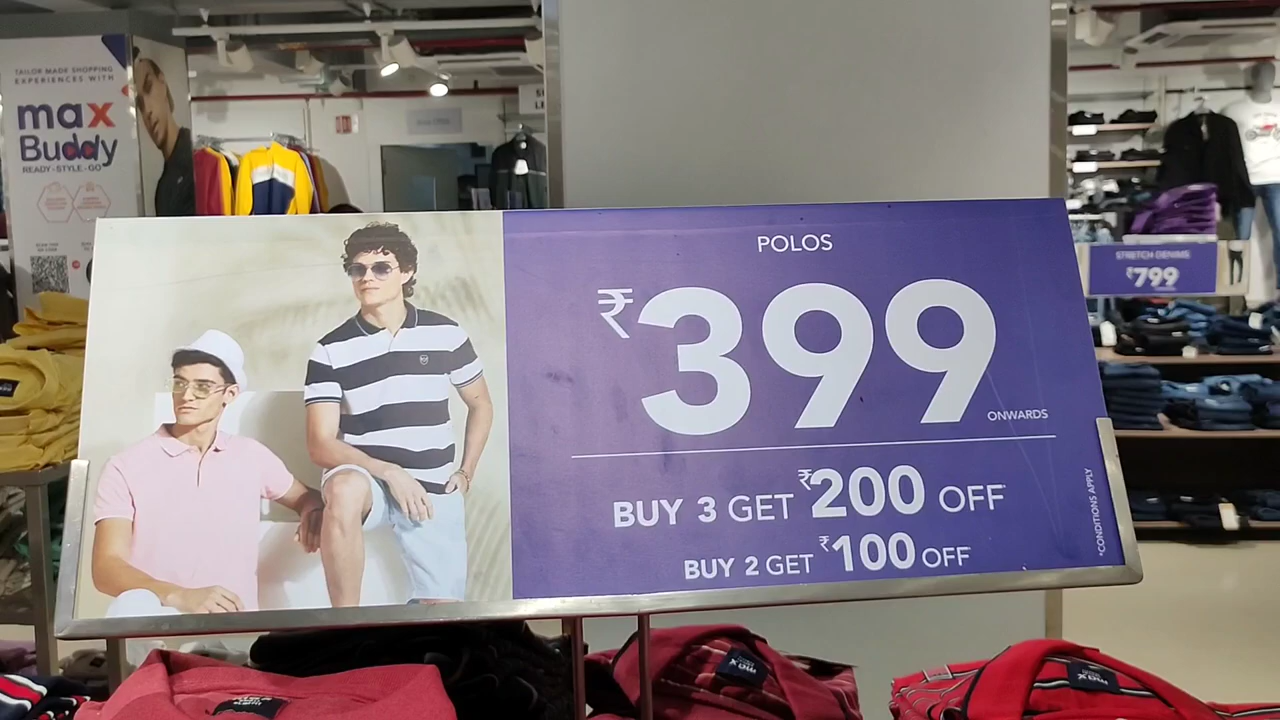 TAILOR MADE SHOPPING
EXPERIENCES WITH
max
Buddy
READY-STYLE-GO
POLOS
₹399
ONWARDS
BUY 3 GET ₹200 OFF*
BUY 2 GET ₹100 OFF*
*CONDITIONS APPLY
STRETCH DENIMS
₹799